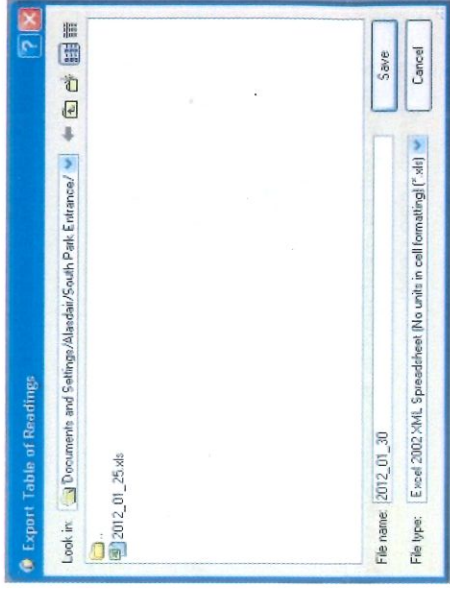 Export Table of Readings
Look in: Documents and Settings/Alasdair/South Park Entrance/
..
2012_01_25.xls
File name: 2012_01_30
Save
File type: Excel 2002 XML Spreadsheet (No units in cell formatting) (*.xls)
Cancel